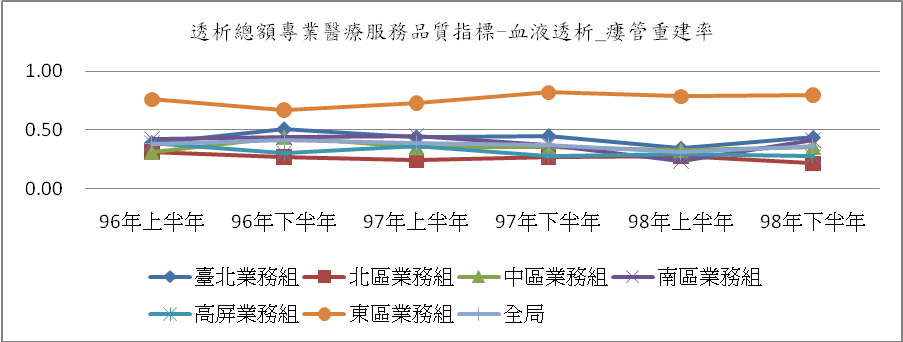 透析總額專業醫療服務品質指標-血液透析_瘻管重建率
1.00
0.50
0.00
96年上半年 96年下半年 97年上半年 97年下半年 98年上半年 98年下半年
臺北業務組 北區業務組 中區業務組 南區業務組
高屏業務組 東區業務組 全局